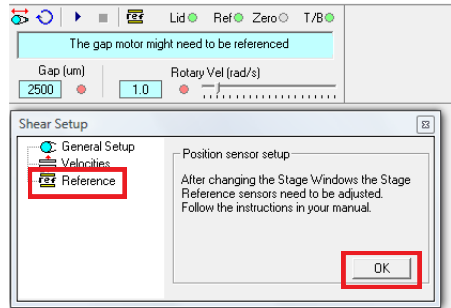 ref Lid Ref Zero T/B
The gap motor might need to be referenced
Gap (um) Rotary Vel (rad/s)
2500 1.0
Shear Setup
General Setup
Velocities
ref Reference
Position sensor setup
After changing the Stage Windows the Stage
Reference sensors need to be adjusted.
Follow the instructions in your manual.
OK